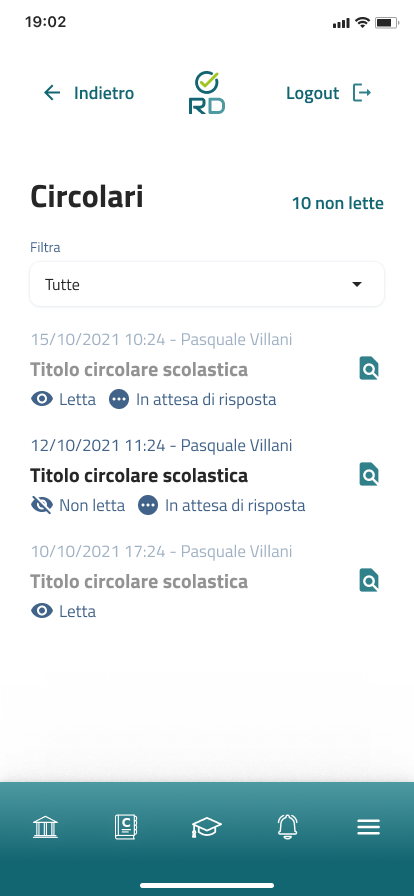 19:02
Indietro
RD
Logout
Circolari
10 non lette
Filtra
Tutte
15/10/2021 10:24 - Pasquale Villani
Titolo circolare scolastica
Letta
In attesa di risposta
12/10/2021 11:24 - Pasquale Villani
Titolo circolare scolastica
Non letta
In attesa di risposta
10/10/2021 17:24 - Pasquale Villani
Titolo circolare scolastica
Letta
C